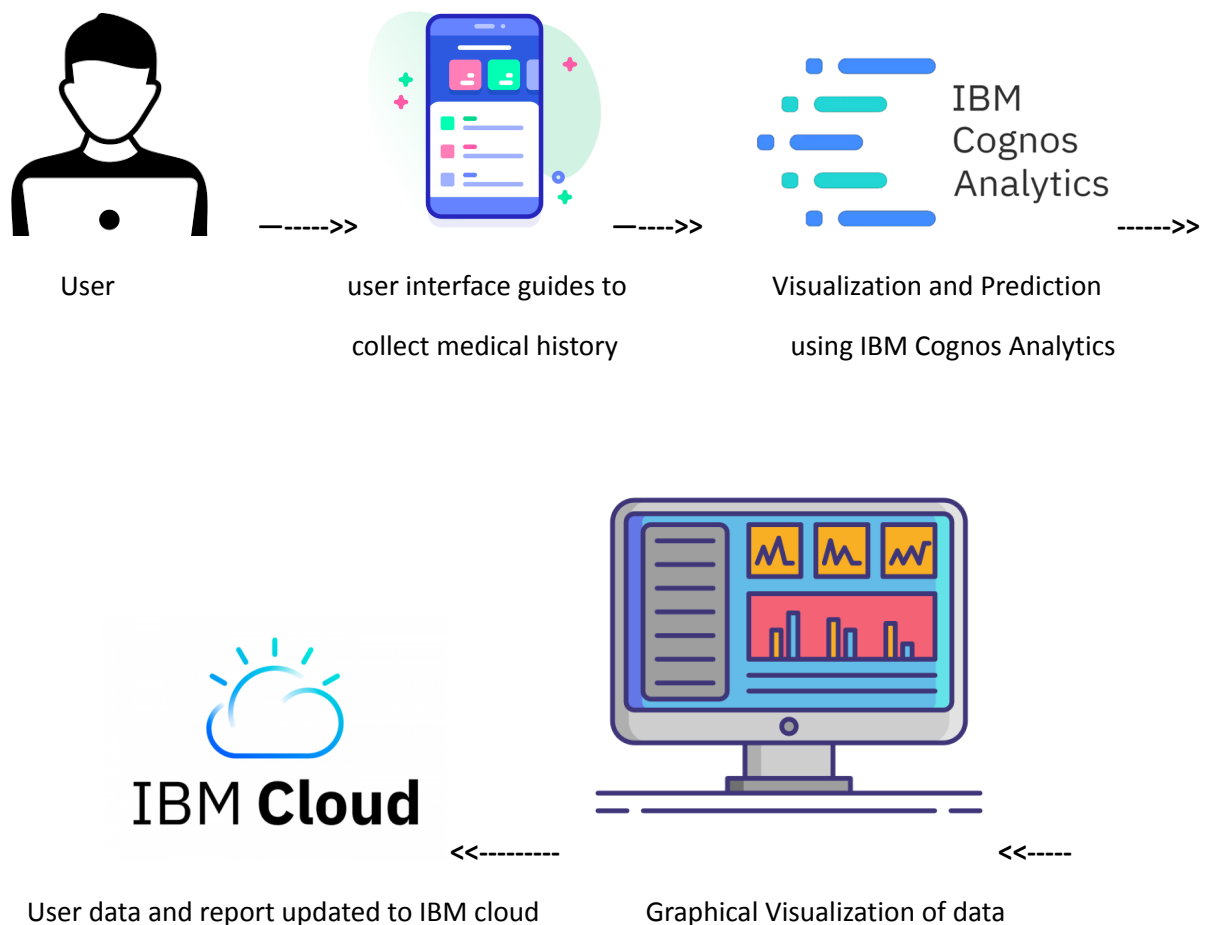 IBM
Cognos
Analytics
—----->> —---->> ------>>
User user interface guides to Visualization and Prediction
collect medical history using IBM Cognos Analytics
IBM Cloud
<<--------- <<-----
User data and report updated to IBM cloud Graphical Visualization of data